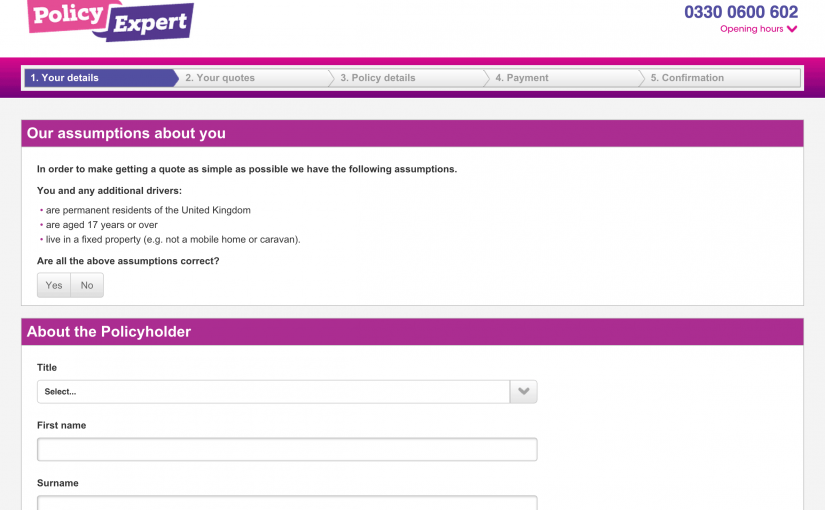 Policy
Expert
0330 0600 602
Opening hours
1. Your details
2. Your quotes
3. Policy details
4. Payment
5. Confirmation
Our assumptions about you
In order to make getting a quote as simple as possible we have the following assumptions.
You and any additional drivers:
• are permanent residents of the United Kingdom
• are aged 17 years or over
• live in a fixed property (e.g. not a mobile home or caravan).
Are all the above assumptions correct?
Yes
No
About the Policyholder
Title
Select...
First name
Surname